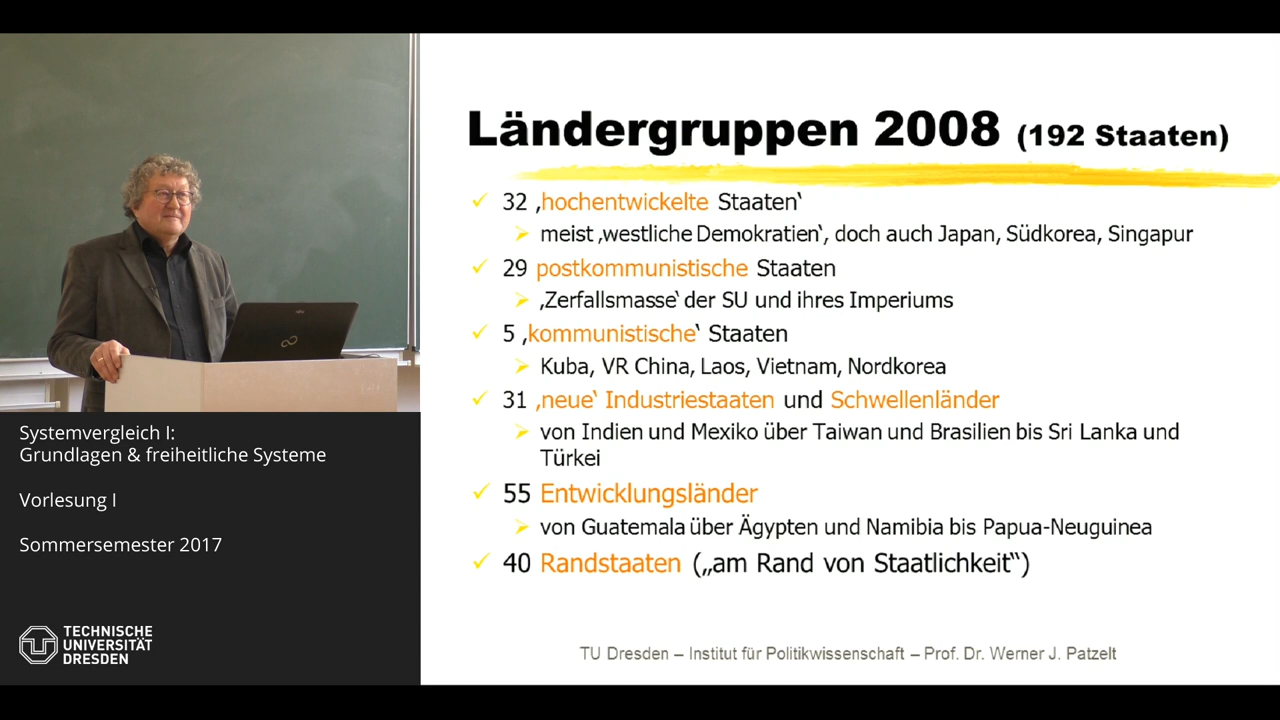 Ländergruppen 2008 (192 Staaten)
32 ‚hochentwickelte Staaten‘
meist ‚westliche Demokratien‘, doch auch Japan, Südkorea, Singapur
29 postkommunistische Staaten
‚Zerfallsmasse‘ der SU und ihres Imperiums
5 ‚kommunistische‘ Staaten
Kuba, VR China, Laos, Vietnam, Nordkorea
31 ‚neue‘ Industriestaaten und Schwellenländer
von Indien und Mexiko über Taiwan und Brasilien bis Sri Lanka und
Türkei
55 Entwicklungsländer
von Guatemala über Ägypten und Namibia bis Papua-Neuguinea
40 Randstaaten („am Rand von Staatlichkeit“)
TU Dresden – Institut für Politikwissenschaft – Prof. Dr. Werner J. Patzelt
Systemvergleich I:
Grundlagen & freiheitliche Systeme
Vorlesung I
Sommersemester 2017
TECHNISCHE
UNIVERSITÄT
DRESDEN